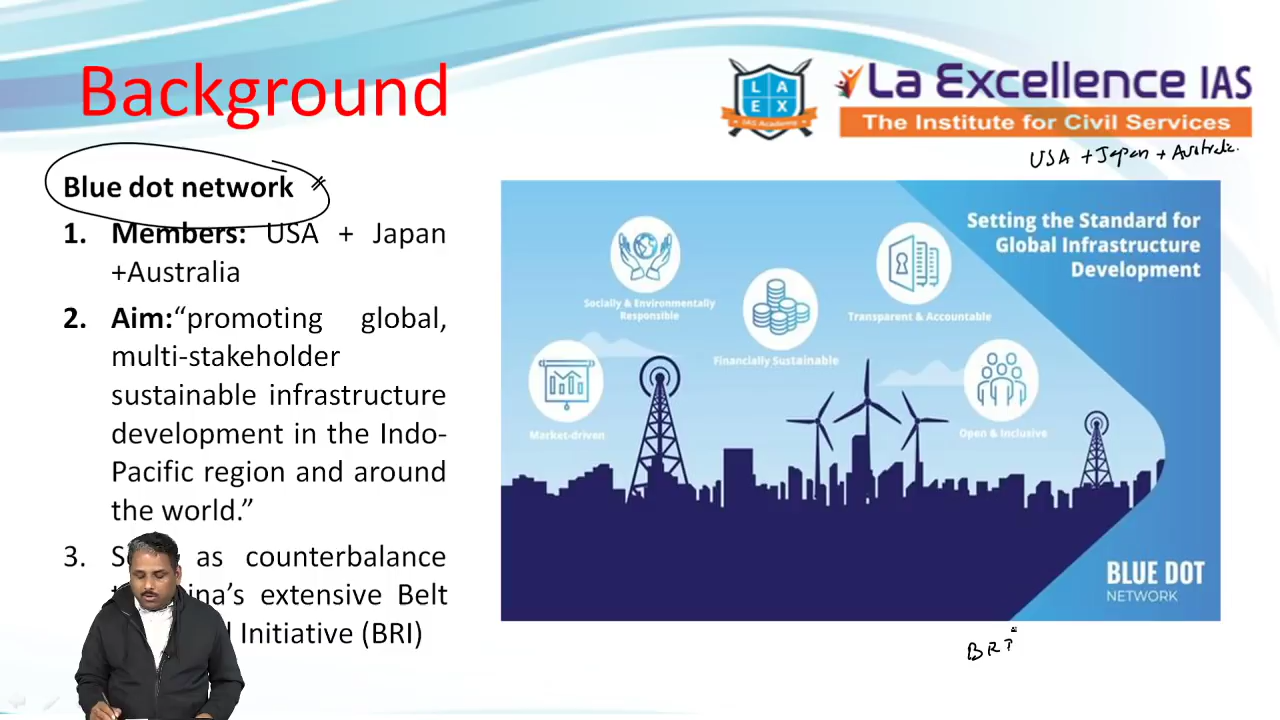 Background
L A
E X
IAS Academy
La Excellence IAS
The Institute for Civil Services
USA + Japan + Australia
Blue dot network
1. Members: USA + Japan
+Australia
2. Aim:“promoting global,
multi-stakeholder
sustainable infrastructure
development in the Indo-
Pacific region and around
the world.”
3. as counterbalance
extensive Belt
Initiative (BRI)
Setting the Standard for
Global Infrastructure
Development
Socially & Environmentally
Responsible
Transparent & Accountable
Financially Sustainable
Market-driven
Open & Inclusive
BLUE DOT
NETWORK
BRI